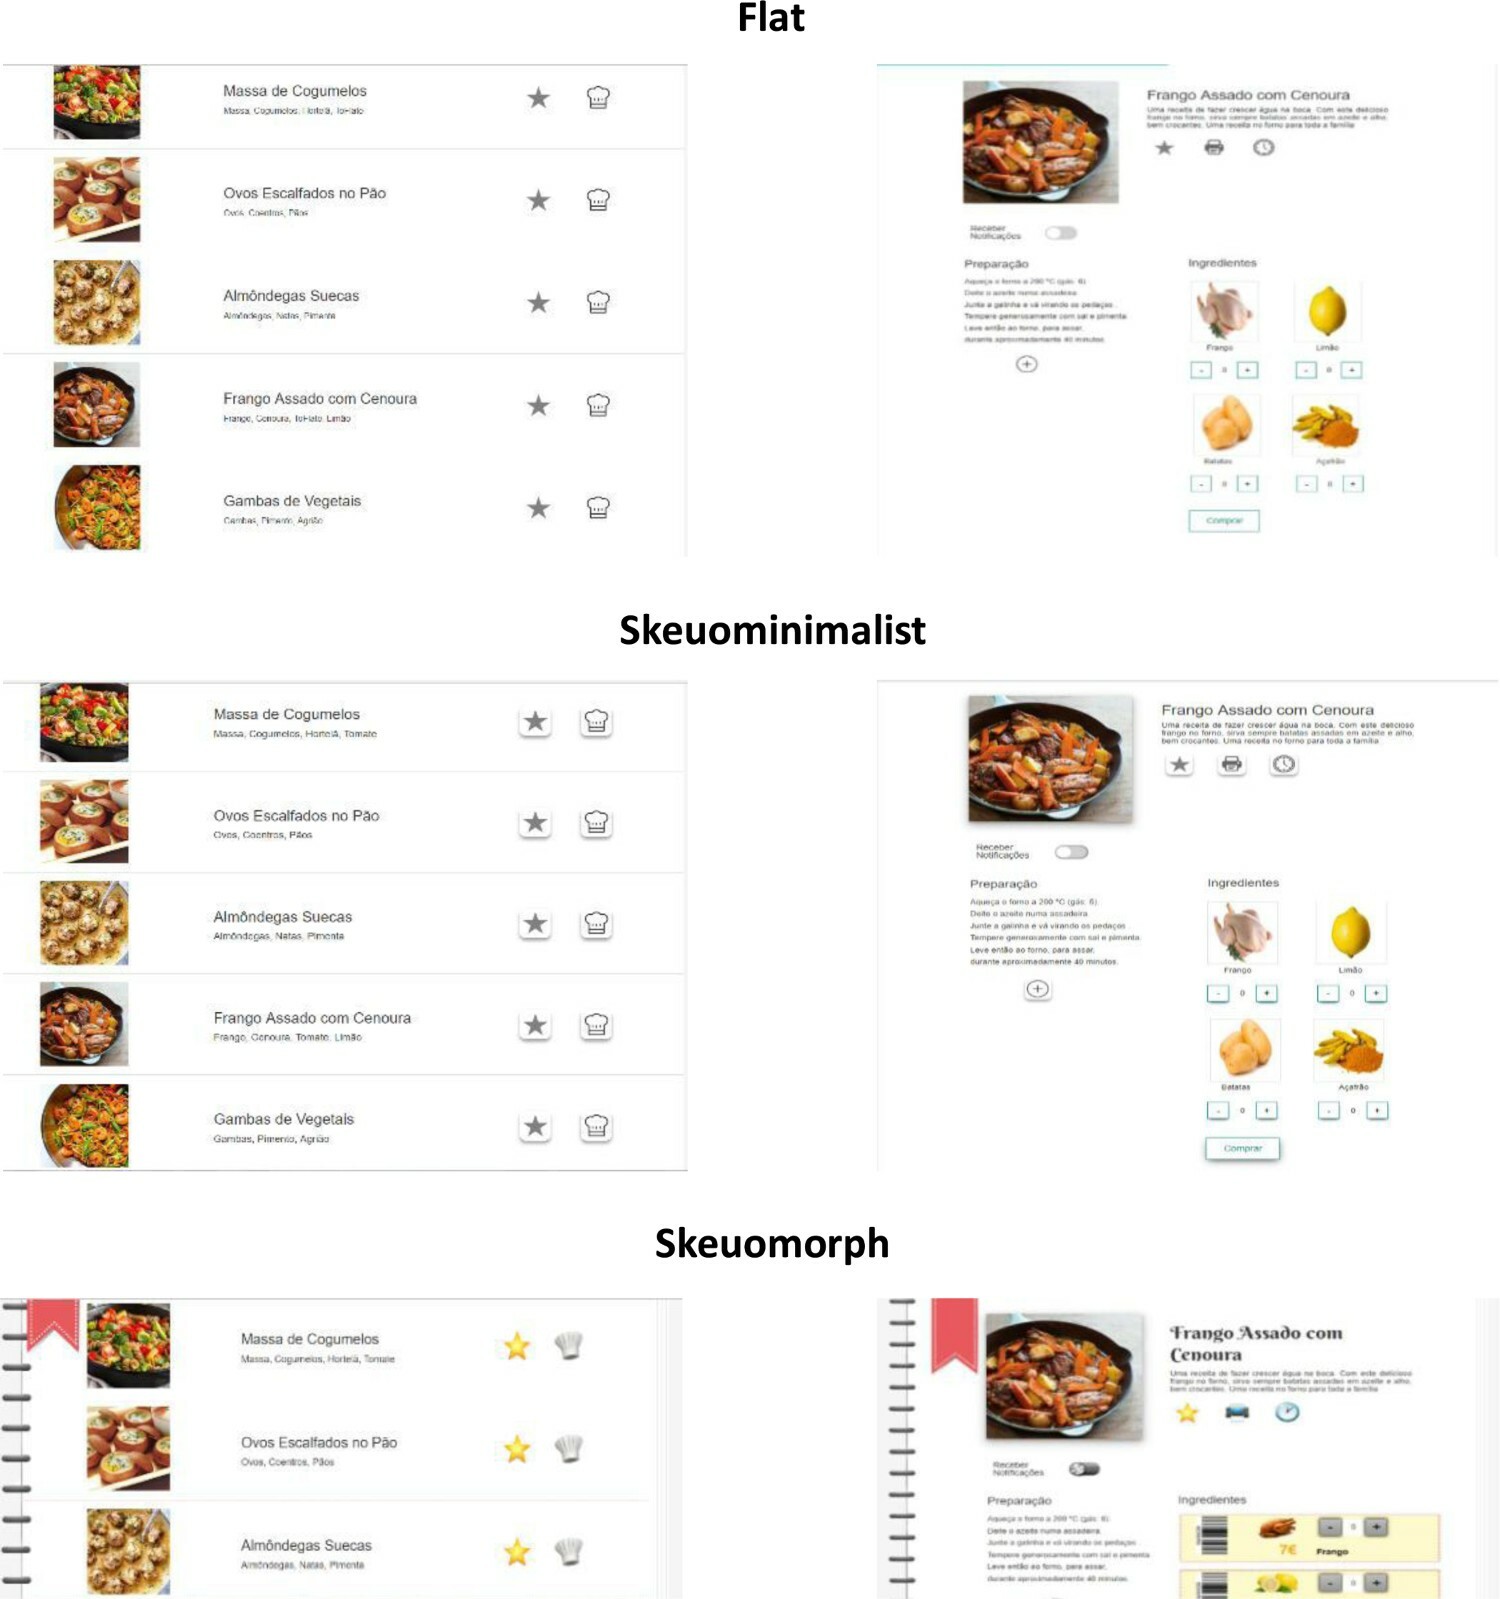 Flat
Massa de Cogumelos
Massa, Cogumelos, Hortelã, ToFlate
Ovos Escalfados no Pão
Ovos, Coentros, Pãos
Almôndegas Suecas
Almôndegas, Natas, Pimenta
Frango Assado com Cenoura
Frango, Cenoura, ToFlate, Limão
Gambas de Vegetais
Gambas, Pimento, Agrião
Frango Assado com Cenoura
Uma receita de fazer crescer água na boca. Com este delicioso
frango no forno, sirva sempre batatas assadas em azeite e alho,
bem crocantes. Uma receita no forno para toda a família
Receber
Notificações
Preparação
Aqueça o forno a 200 °C (gás: 6).
Deite o azeite numa assadeira.
Junte a galinha e vá virando os pedaços.
Tempere generosamente com sal e pimenta.
Leve então ao forno, para assar,
durante aproximadamente 40 minutos.
Ingredientes
Frango
Limão
- 0 +
- 0 +
Batatas
Açafrão
- 0 +
- 0 +
Comprar
Skeuominimalist
Massa de Cogumelos
Massa, Cogumelos, Hortelã, Tomate
Ovos Escalfados no Pão
Ovos, Coentros, Pãos
Almôndegas Suecas
Almôndegas, Natas, Pimenta
Frango Assado com Cenoura
Frango, Cenoura, Tomate, Limão
Gambas de Vegetais
Gambas, Pimento, Agrião
Frango Assado com Cenoura
Uma receita de fazer crescer água na boca. Com este delicioso
frango no forno, sirva sempre batatas assadas em azeite e alho,
bem crocantes. Uma receita no forno para toda a família
Receber
Notificações
Preparação
Aqueça o forno a 200 °C (gás: 6).
Deite o azeite numa assadeira.
Junte a galinha e vá virando os pedaços.
Tempere generosamente com sal e pimenta.
Leve então ao forno, para assar,
durante aproximadamente 40 minutos.
Ingredientes
Frango
Limão
- 0 +
- 0 +
Batatas
Açafrão
- 0 +
- 0 +
Comprar
Skeuomorph
Massa de Cogumelos
Massa, Cogumelos, Hortelã, Tomate
Ovos Escalfados no Pão
Ovos, Coentros, Pãos
Almôndegas Suecas
Almôndegas, Natas, Pimenta
Frango Assado com
Cenoura
Uma receita de fazer crescer água na boca. Com este delicioso
frango no forno, sirva sempre batatas assadas em azeite e alho,
bem crocantes. Uma receita no forno para toda a família
Receber
Notificações
Preparação
Aqueça o forno a 200 °C (gás: 6).
Deite o azeite numa assadeira.
Junte a galinha e vá virando os pedaços.
Tempere generosamente com sal e pimenta.
Leve então ao forno, para assar,
durante aproximadamente 40 minutos.
Ingredientes
- 0 +
7€
Frango
- 0 +